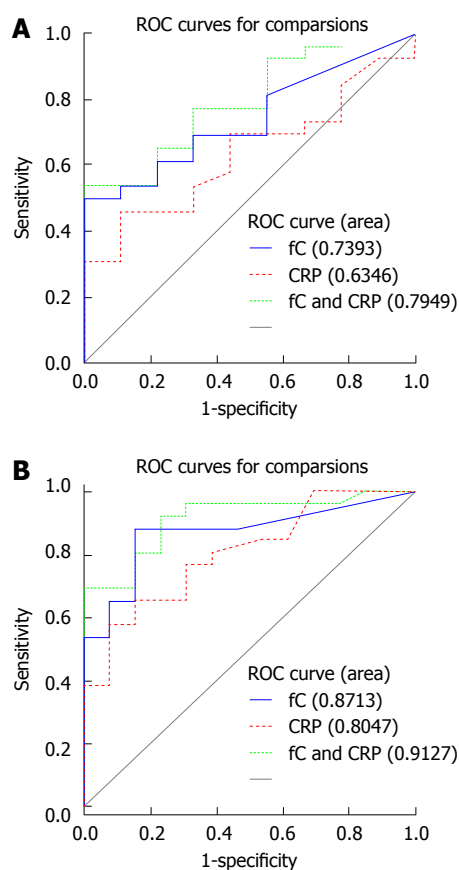 A
ROC curves for comparsions
1.0
0.8
0.6
0.4
0.2
0.0
Sensitivity
ROC curve (area)
fC (0.7393)
CRP (0.6346)
fC and CRP (0.7949)
0.0 0.2 0.4 0.6 0.8 1.0
1-specificity
B
ROC curves for comparsions
1.0
0.8
0.6
0.4
0.2
0.0
Sensitivity
ROC curve (area)
fC (0.8713)
CRP (0.8047)
fC and CRP (0.9127)
0.0 0.2 0.4 0.6 0.8 1.0
1-specificity